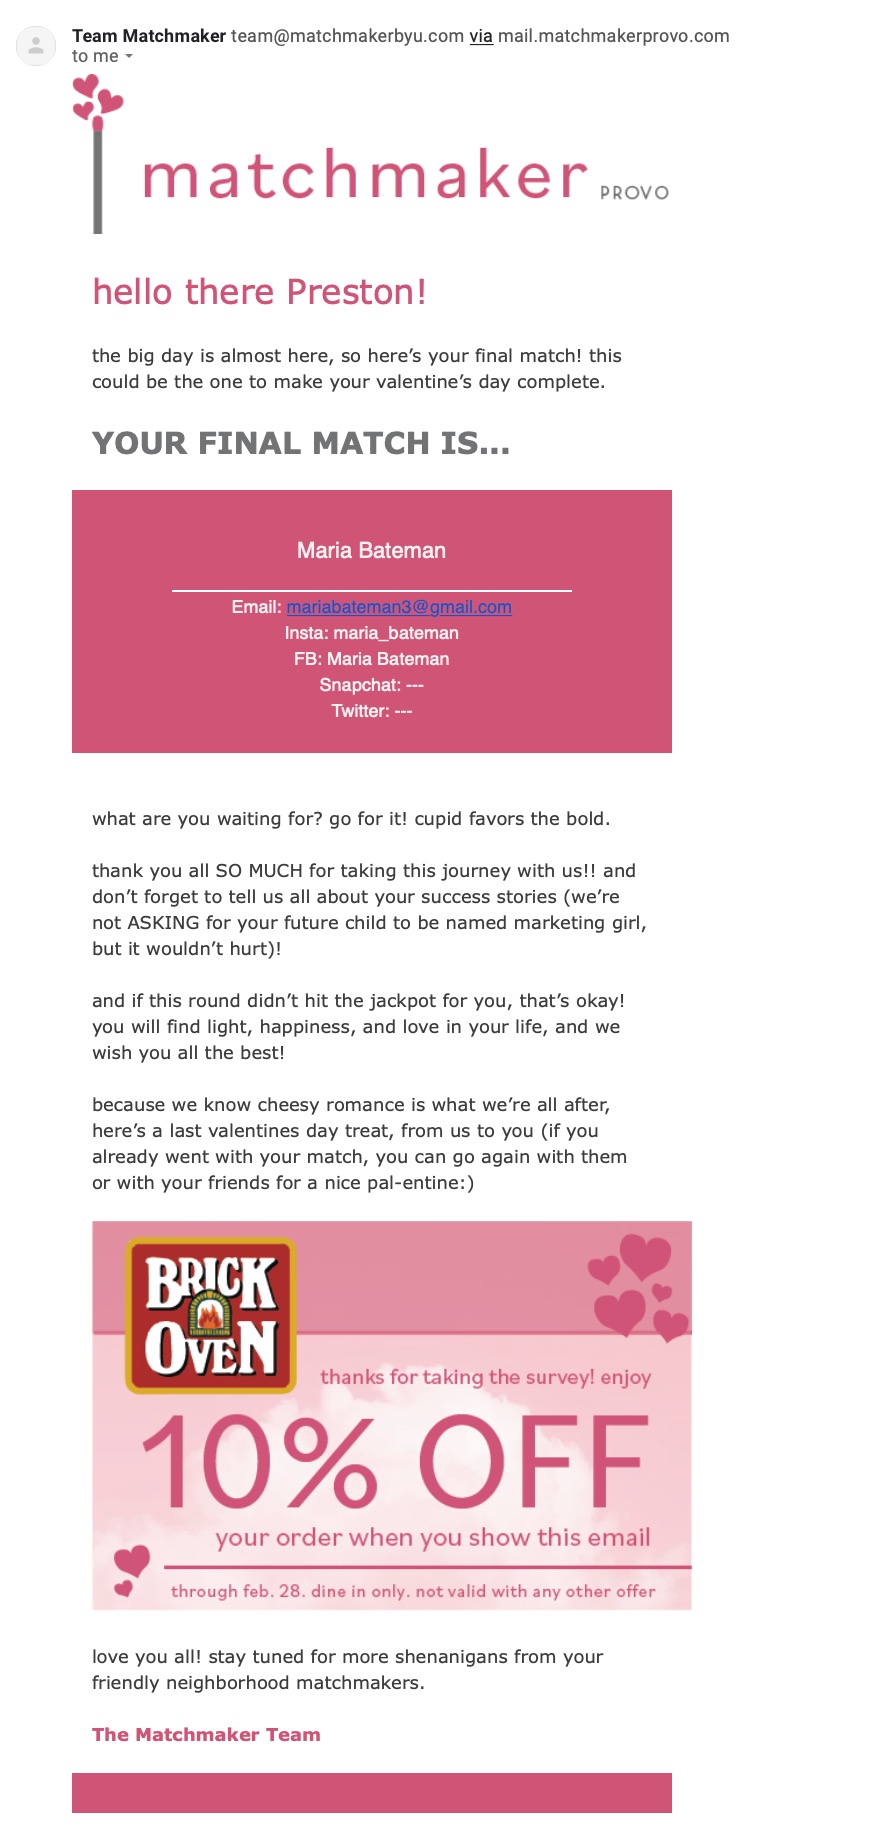 Team Matchmaker team@matchmakerbyu.com via mail.matchmakerprovo.com
to me
matchmaker PROVO
hello there Preston!
the big day is almost here, so here’s your final match! this
could be the one to make your valentine’s day complete.
YOUR FINAL MATCH IS...
Maria Bateman
Email: mariabateman3@gmail.com
Insta: maria_bateman
FB: Maria Bateman
Snapchat: ---
Twitter: ---
what are you waiting for? go for it! cupid favors the bold.
thank you all SO MUCH for taking this journey with us!! and
don’t forget to tell us all about your success stories (we’re
not ASKING for your future child to be named marketing girl,
but it wouldn’t hurt)!
and if this round didn’t hit the jackpot for you, that’s okay!
you will find light, happiness, and love in your life, and we
wish you all the best!
because we know cheesy romance is what we’re all after,
here’s a last valentines day treat, from us to you (if you
already went with your match, you can go again with them
or with your friends for a nice pal-entine:)
BRICK
OVEN
thanks for taking the survey! enjoy
10% OFF
your order when you show this email
through feb. 28. dine in only. not valid with any other offer
love you all! stay tuned for more shenanigans from your
friendly neighborhood matchmakers.
The Matchmaker Team